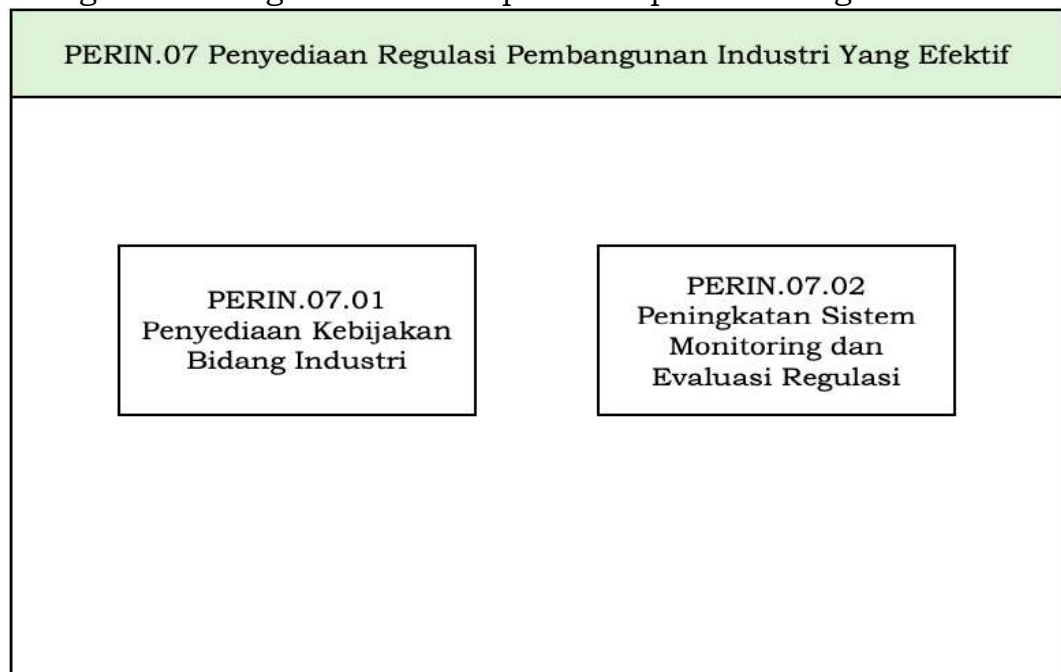 PERIN.07 Penyediaan Regulasi Pembangunan Industri Yang Efektif
PERIN.07.01
Penyediaan Kebijakan
Bidang Industri
PERIN.07.02
Peningkatan Sistem
Monitoring dan
Evaluasi Regulasi